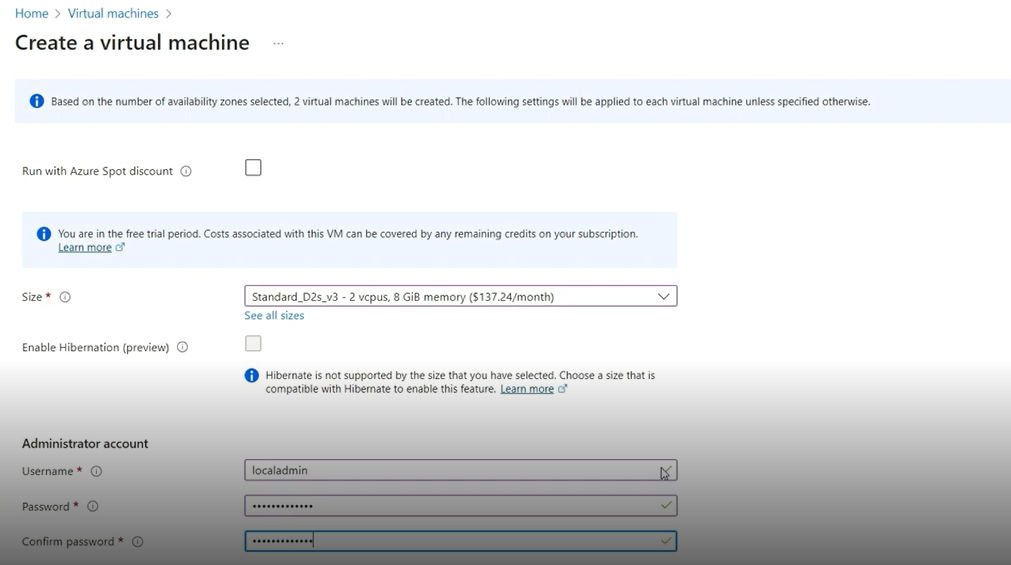 Home > Virtual machines >
Create a virtual machine ...
Based on the number of availability zones selected, 2 virtual machines will be created. The following settings will be applied to each virtual machine unless specified otherwise.
Run with Azure Spot discount
You are in the free trial period. Costs associated with this VM can be covered by any remaining credits on your subscription.
Learn more
Size *
Standard_D2s_v3 - 2 vcpus, 8 GiB memory ($137.24/month)
See all sizes
Enable Hibernation (preview)
Hibernate is not supported by the size that you have selected. Choose a size that is
compatible with Hibernate to enable this feature. Learn more
Administrator account
Username *
localadmin
Password *
•••••••••••••
Confirm password *
•••••••••••••